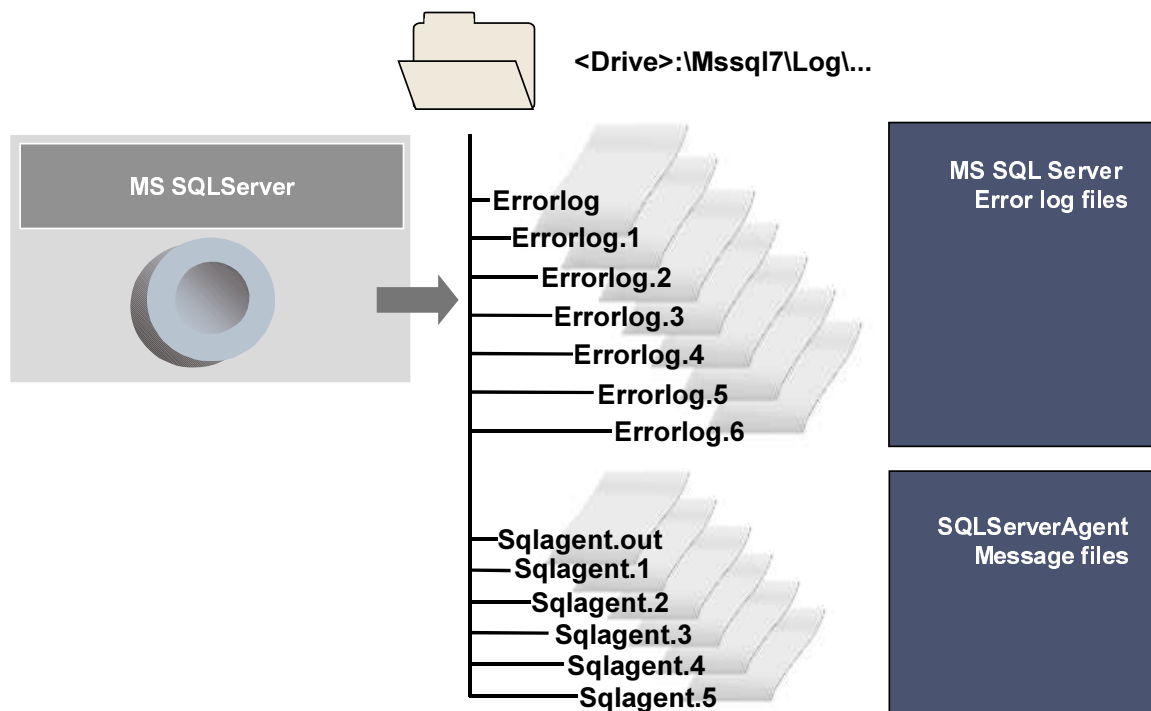 <Drive>:\Mssql7\Log\...
MS SQLServer
Errorlog
Errorlog.1
Errorlog.2
Errorlog.3
Errorlog.4
Errorlog.5
Errorlog.6
MS SQL Server
Error log files
Sqlagent.out
Sqlagent.1
Sqlagent.2
Sqlagent.3
Sqlagent.4
Sqlagent.5
SQLServerAgent
Message files